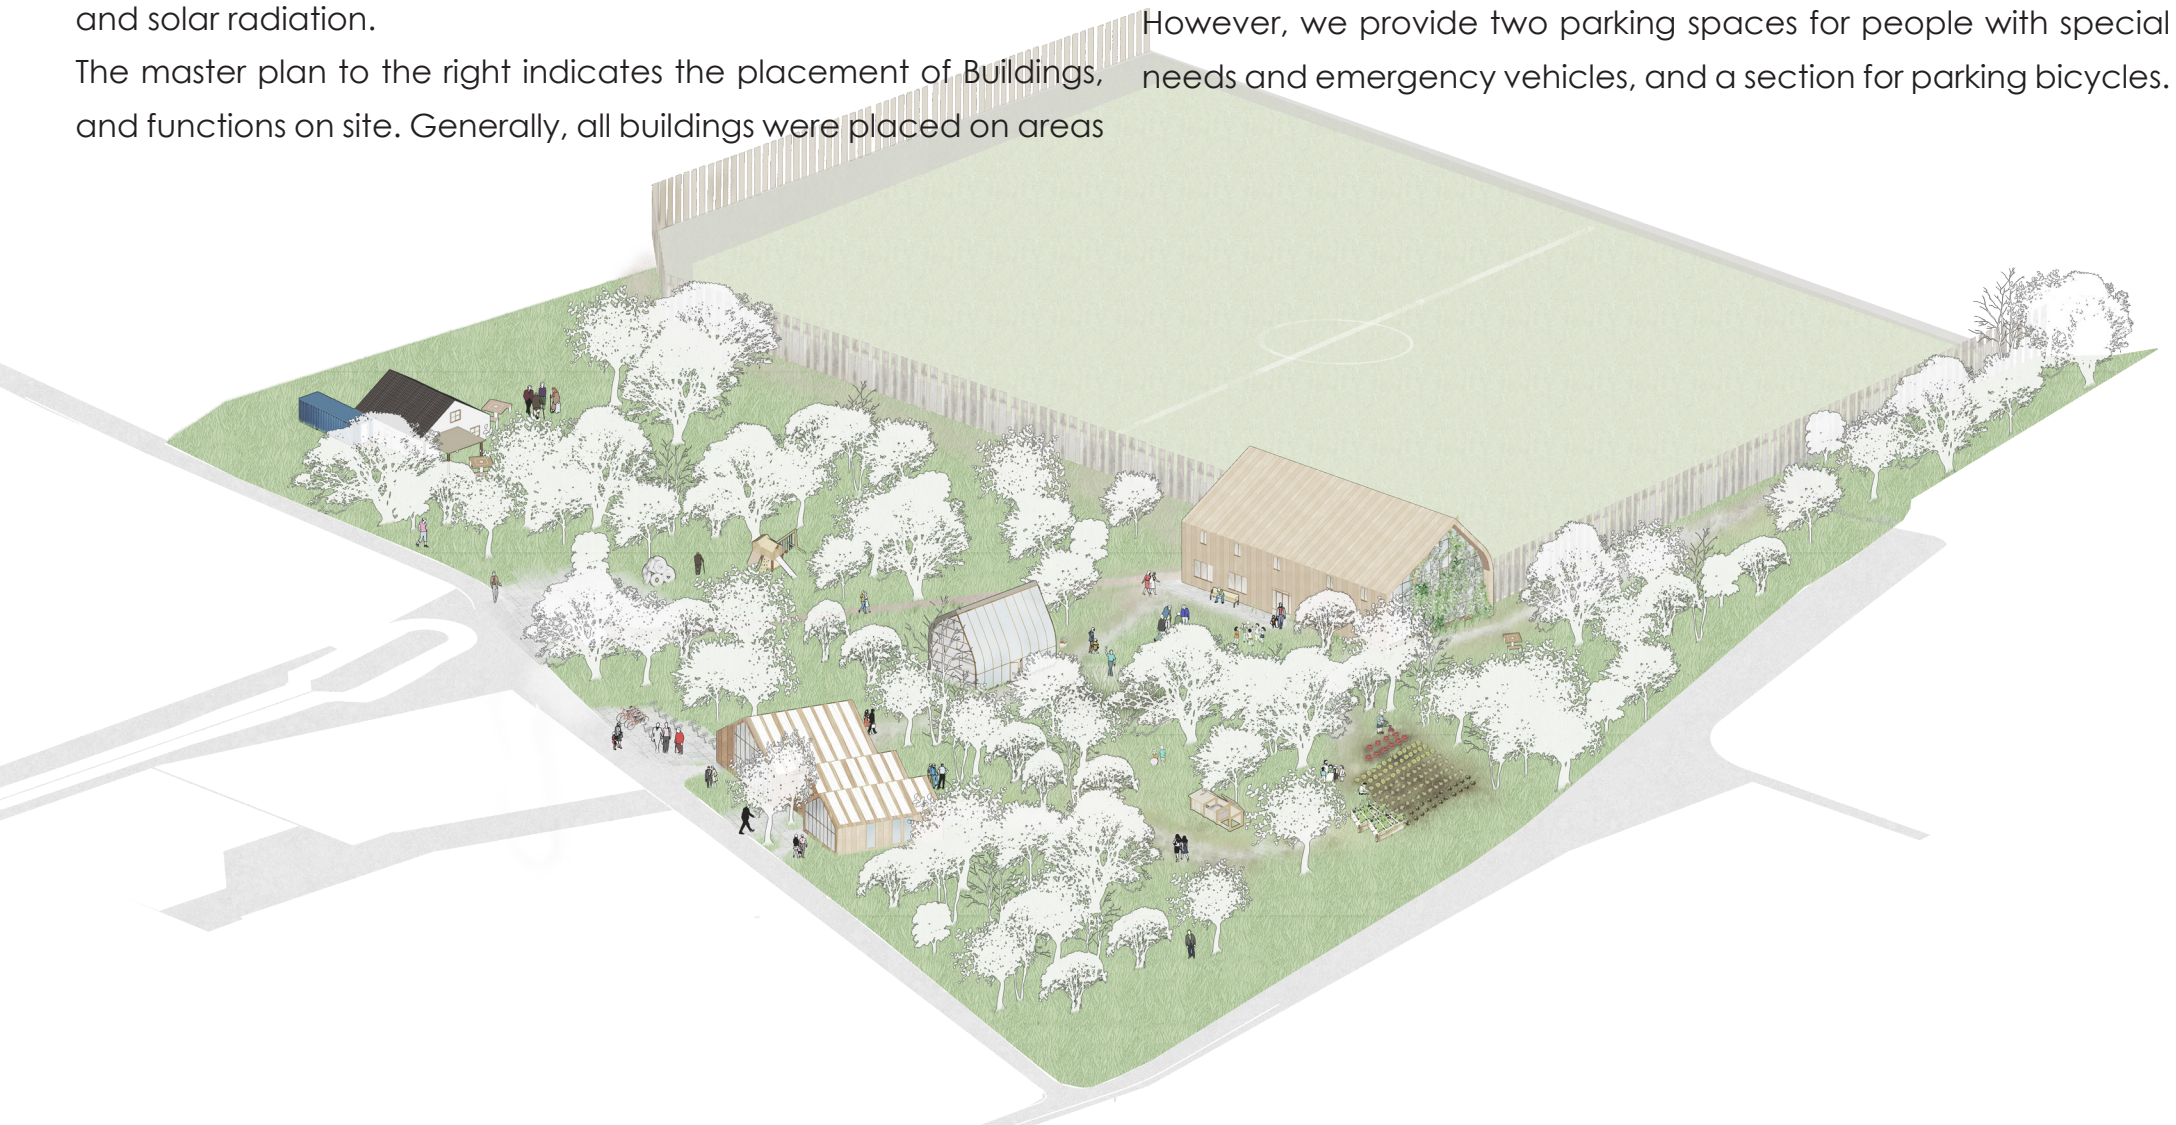 and solar radiation.
The master plan to the right indicates the placement of Buildings,
and functions on site. Generally, all buildings were placed on areas
However, we provide two parking spaces for people with special
needs and emergency vehicles, and a section for parking bicycles.